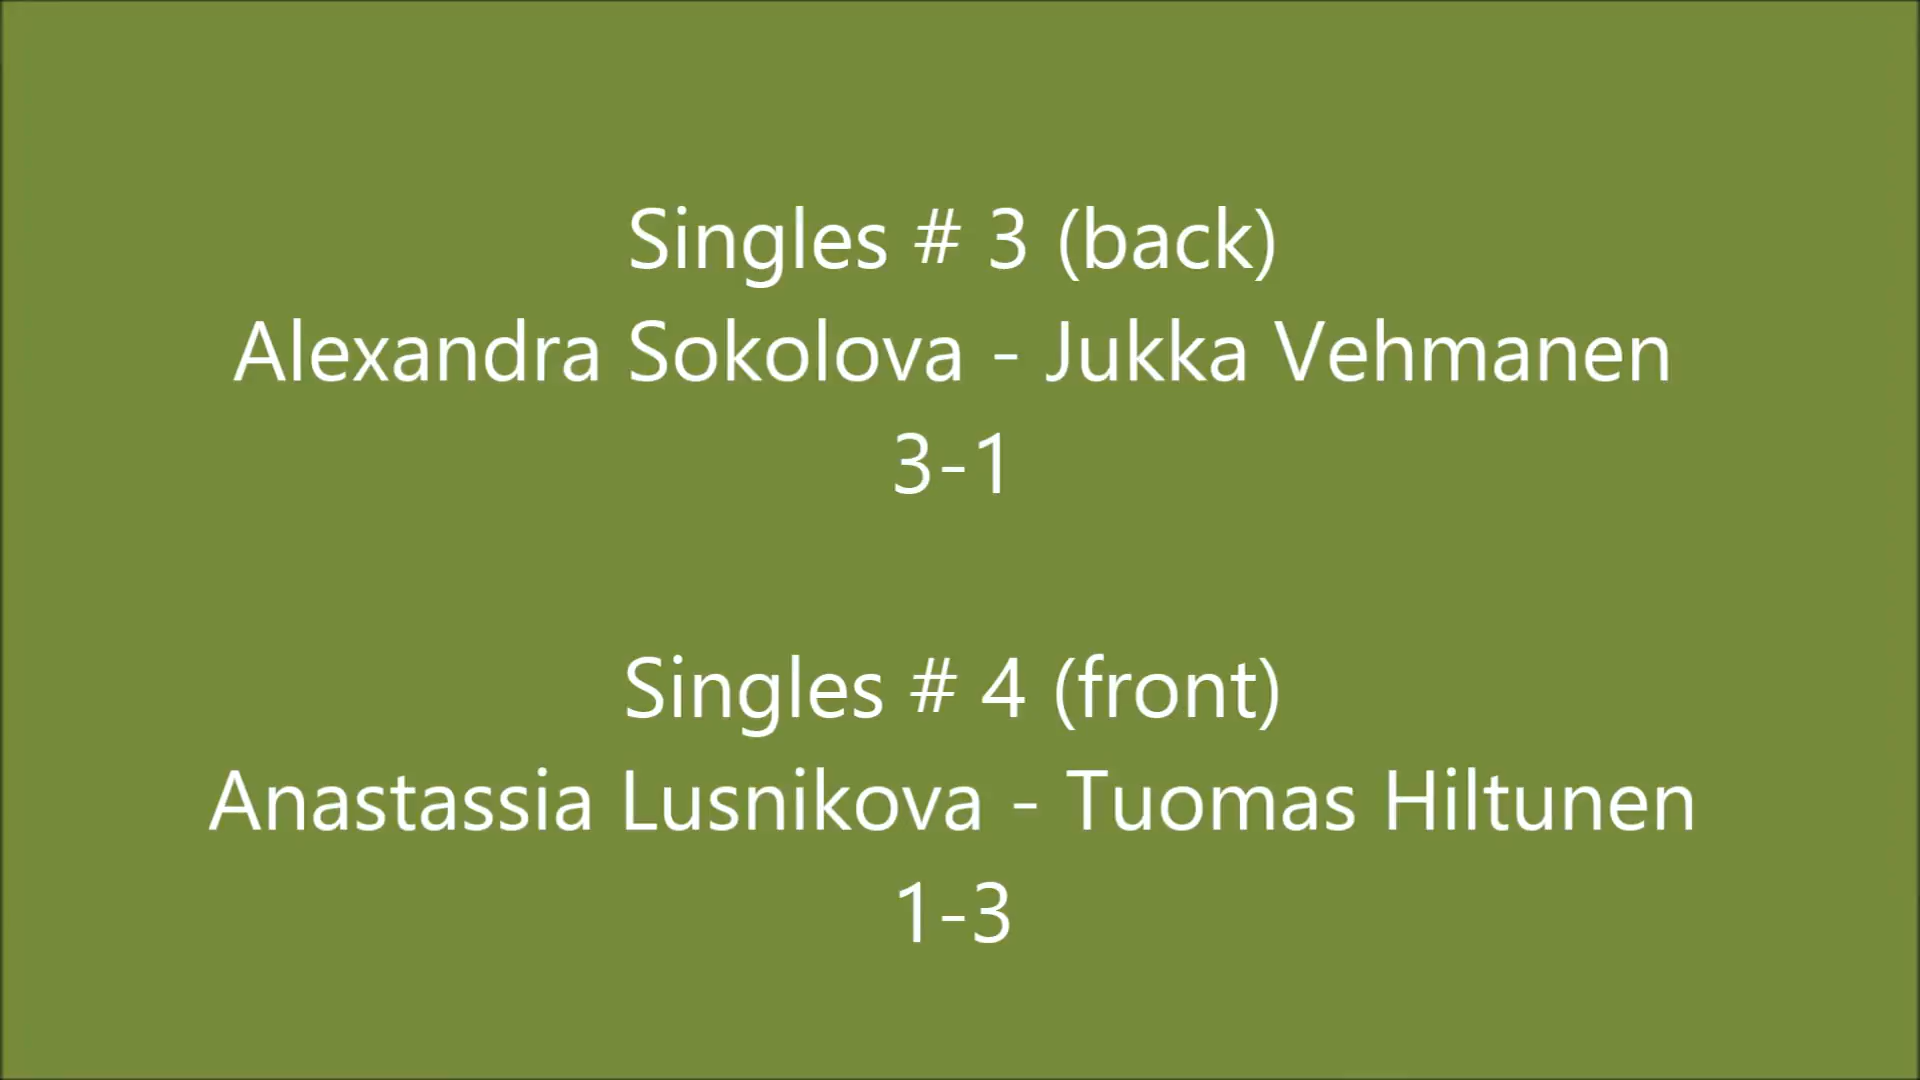 Singles # 3 (back)
Alexandra Sokolova - Jukka Vehmanen
3-1
Singles # 4 (front)
Anastassia Lusnikova - Tuomas Hiltunen
1-3